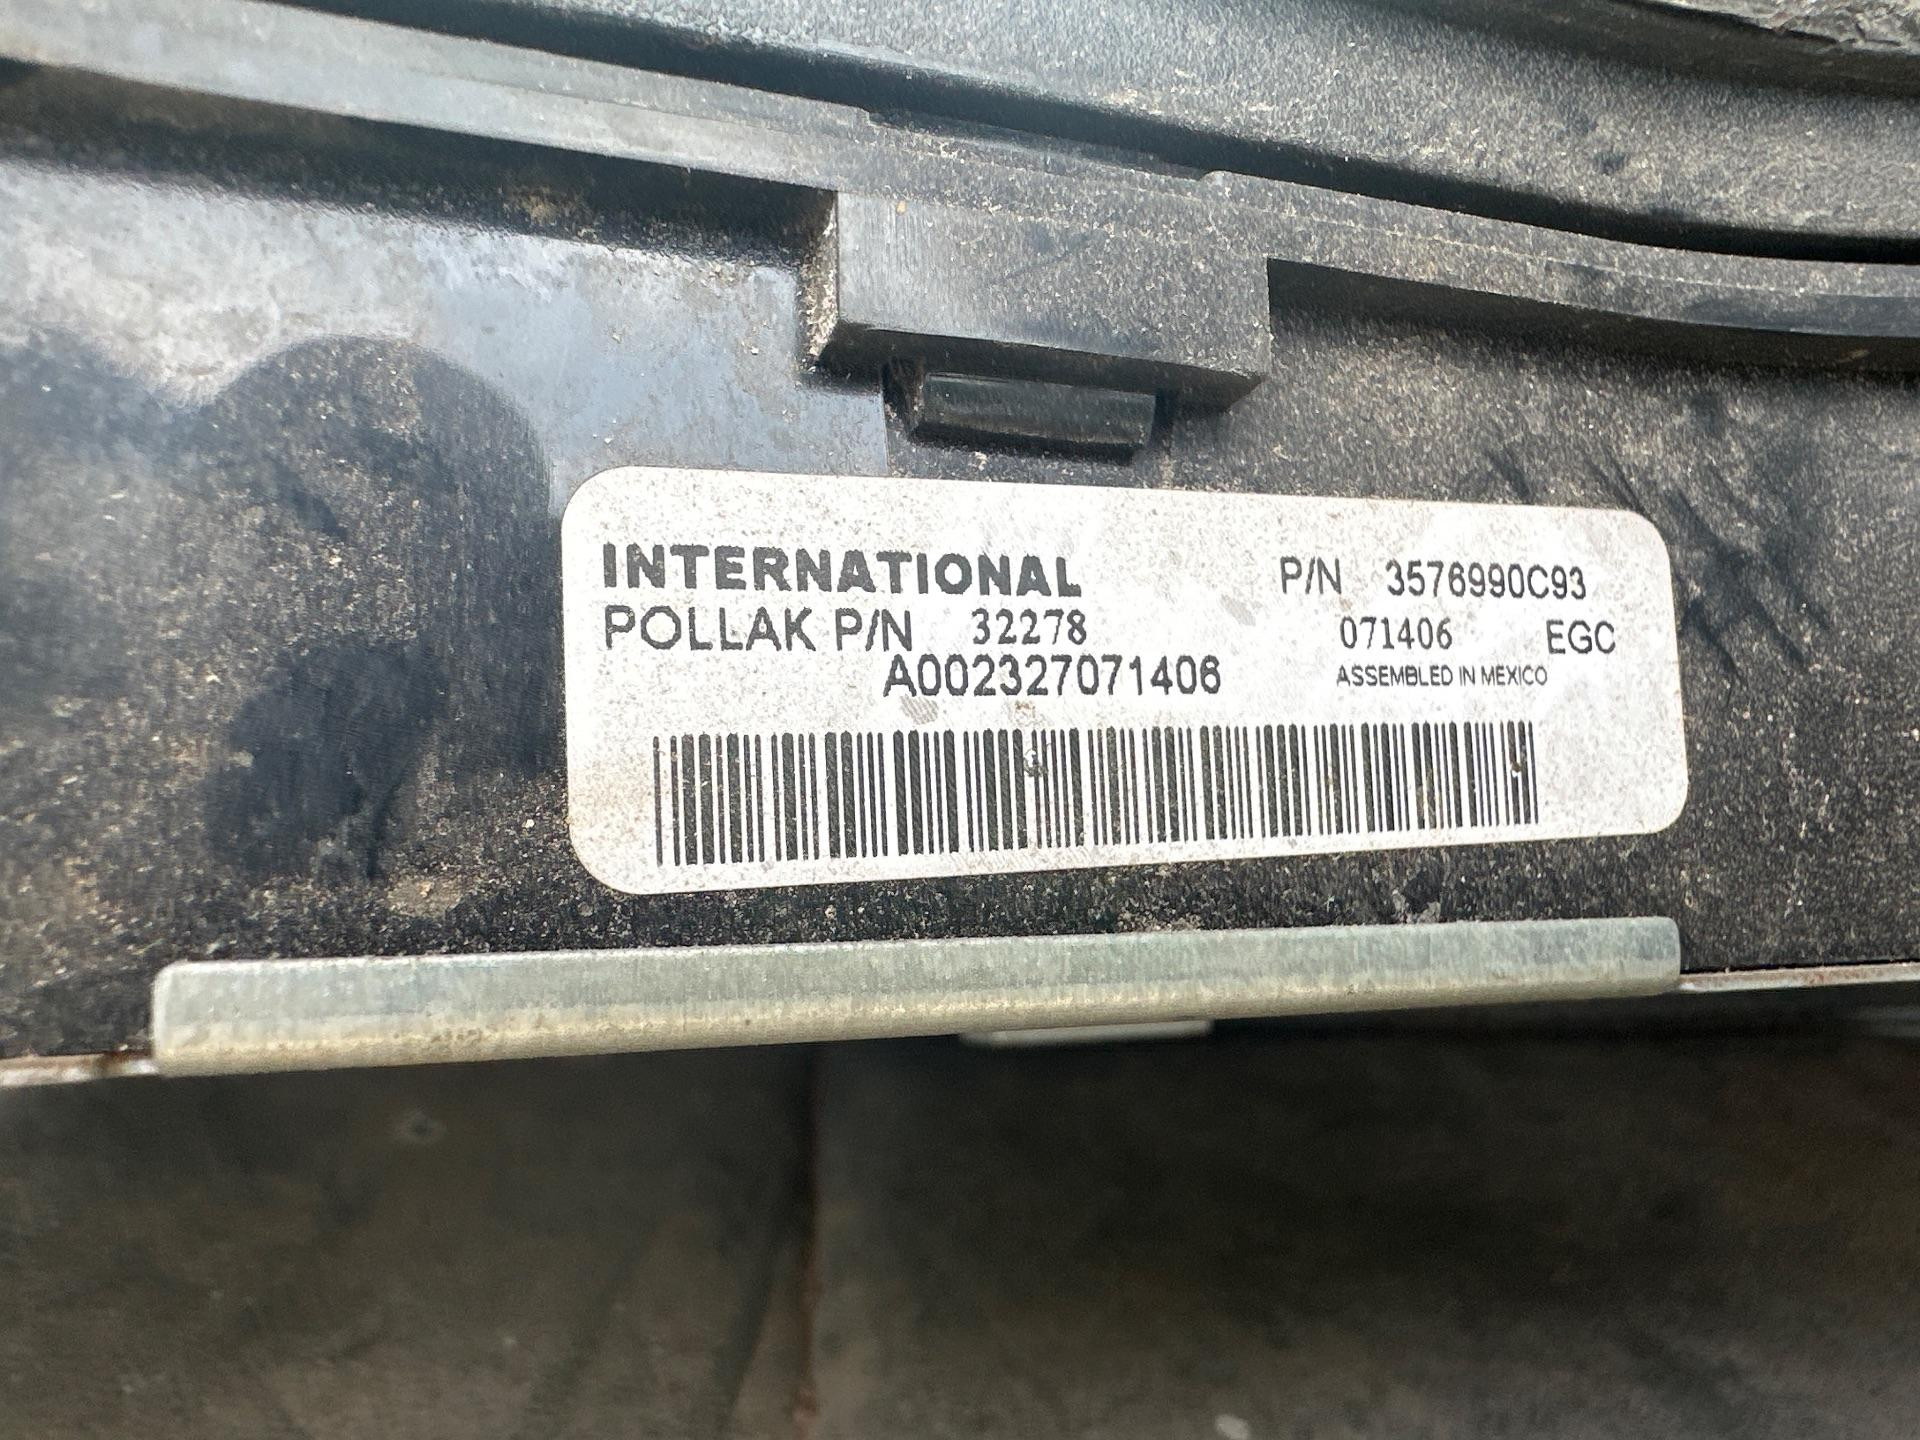 INTERNATIONAL P/N 3576990C93
POLLAK P/N 32278 071406 EGC
A002327071406 ASSEMBLED IN MEXICO